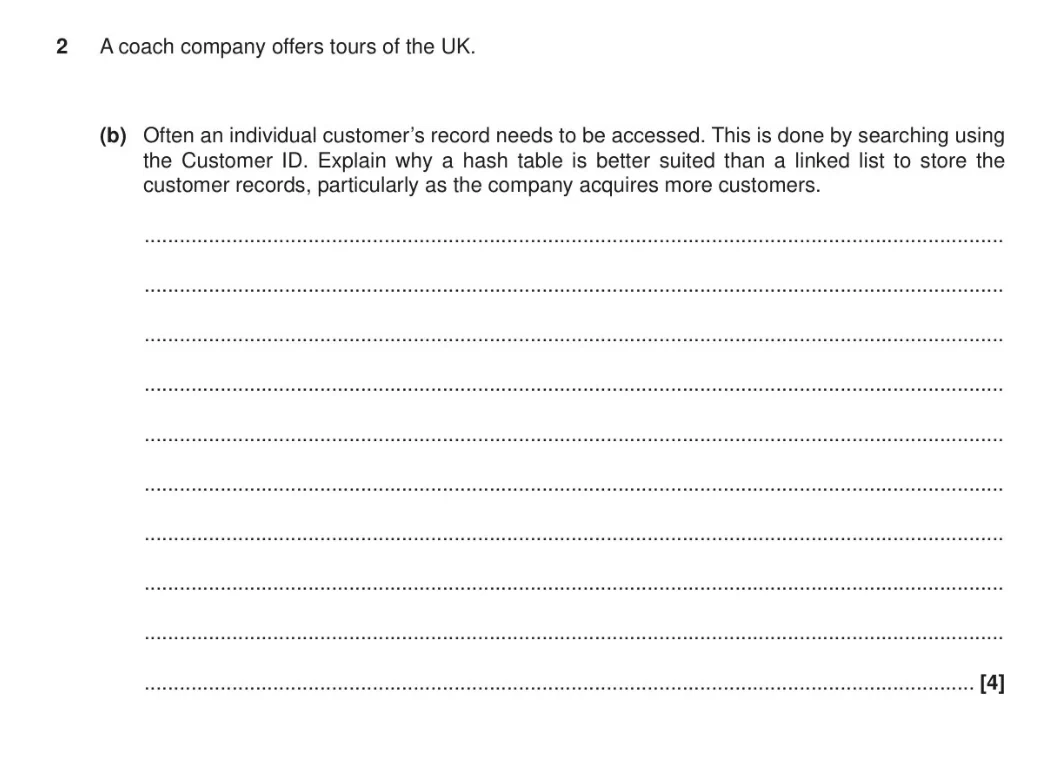 2 A coach company offers tours of the UK.
(b) Often an individual customer's record needs to be accessed. This is done by searching using
the Customer ID. Explain why a hash table is better suited than a linked list to store the
customer records, particularly as the company acquires more customers.
[4]